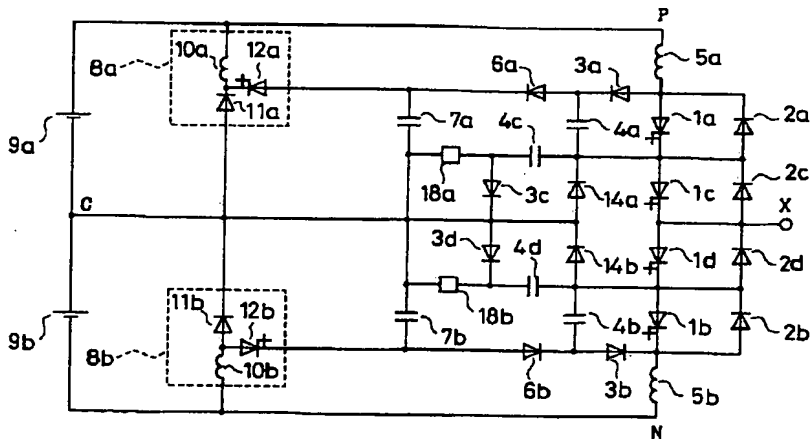 P
10a 12a
8a
11a
6a 3a 5a
9a
7a 4c 4a 1a 2a
18a 3c 14a 1c 2c
C X
3d 4d 14b 1d 2d
11b 12b
18b
9b
8b
7b 4b 1b 2b
10b
6b 3b 5b
N